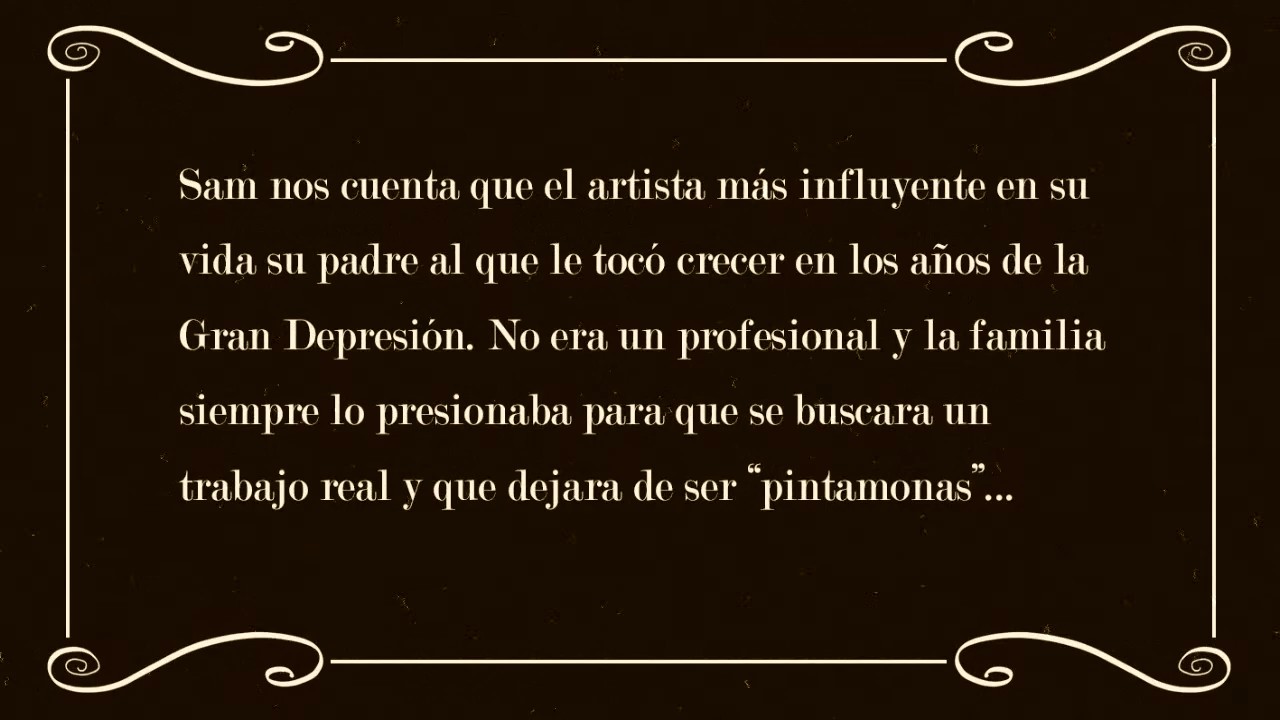 Sam nos cuenta que el artista más influyente en su
vida su padre al que le tocó crecer en los años de la
Gran Depresión. No era un profesional y la familia
siempre lo presionaba para que se buscara un
trabajo real y que dejara de ser “pintamonas”...